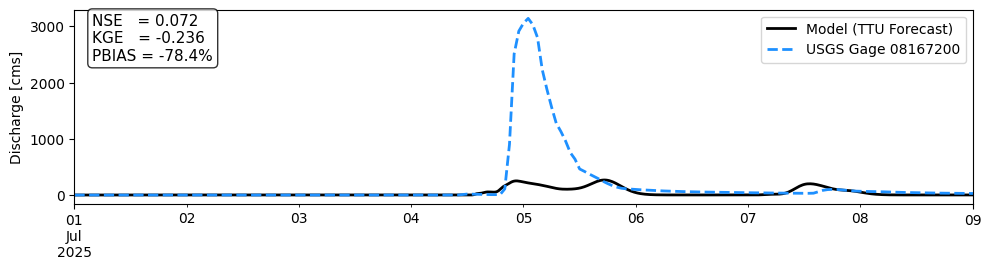 NSE = 0.072
KGE = -0.236
PBIAS = -78.4%
Model (TTU Forecast)
USGS Gage 08167200
Discharge [cms]
3000
2000
1000
0
01 02 03 04 05 06 07 08 09
Jul
2025